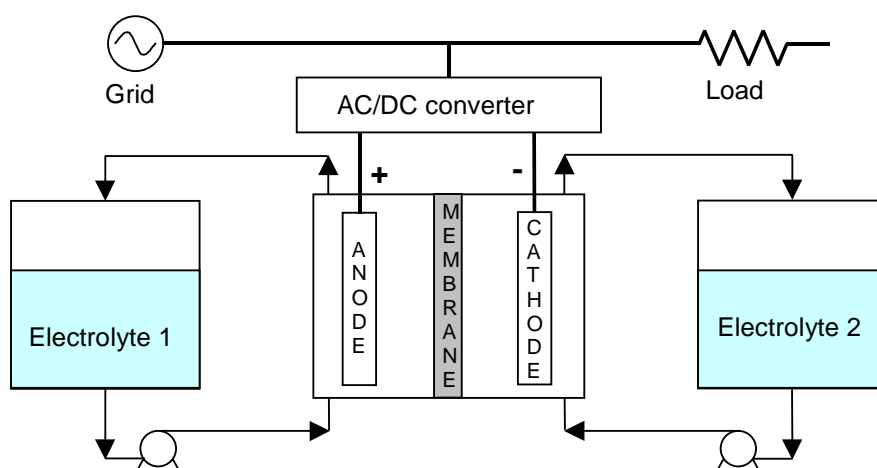 Grid
Load
AC/DC converter
+
-
ANODE
MEMBRANE
CATHODE
Electrolyte 1
Electrolyte 2